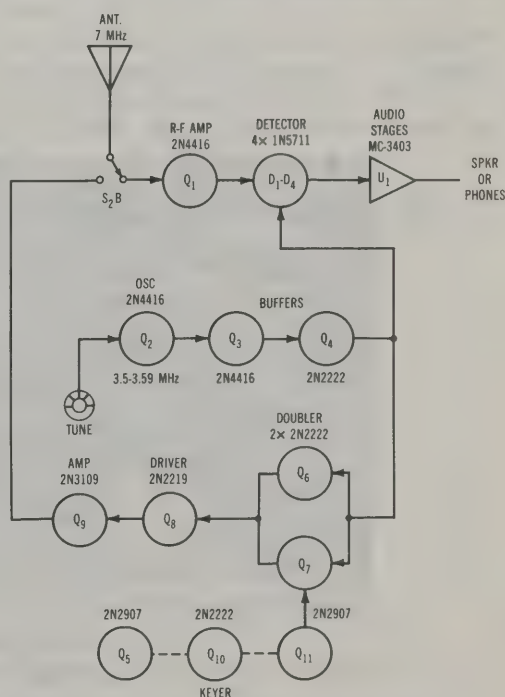 ANT.
7 MHz
R-F AMP
2N4416
DETECTOR
4× 1N5711
AUDIO
STAGES
MC-3403
Q1
D1-D4
U1
SPKR
OR
PHONES
S2B
OSC
2N4416
BUFFERS
Q2
Q3
Q4
3.5-3.59 MHz
2N4416
2N2222
TUNE
DOUBLER
2× 2N2222
AMP
2N3109
DRIVER
2N2219
Q6
Q9
Q8
Q7
2N2907
2N2222
2N2907
Q5
Q10
Q11
KEYER